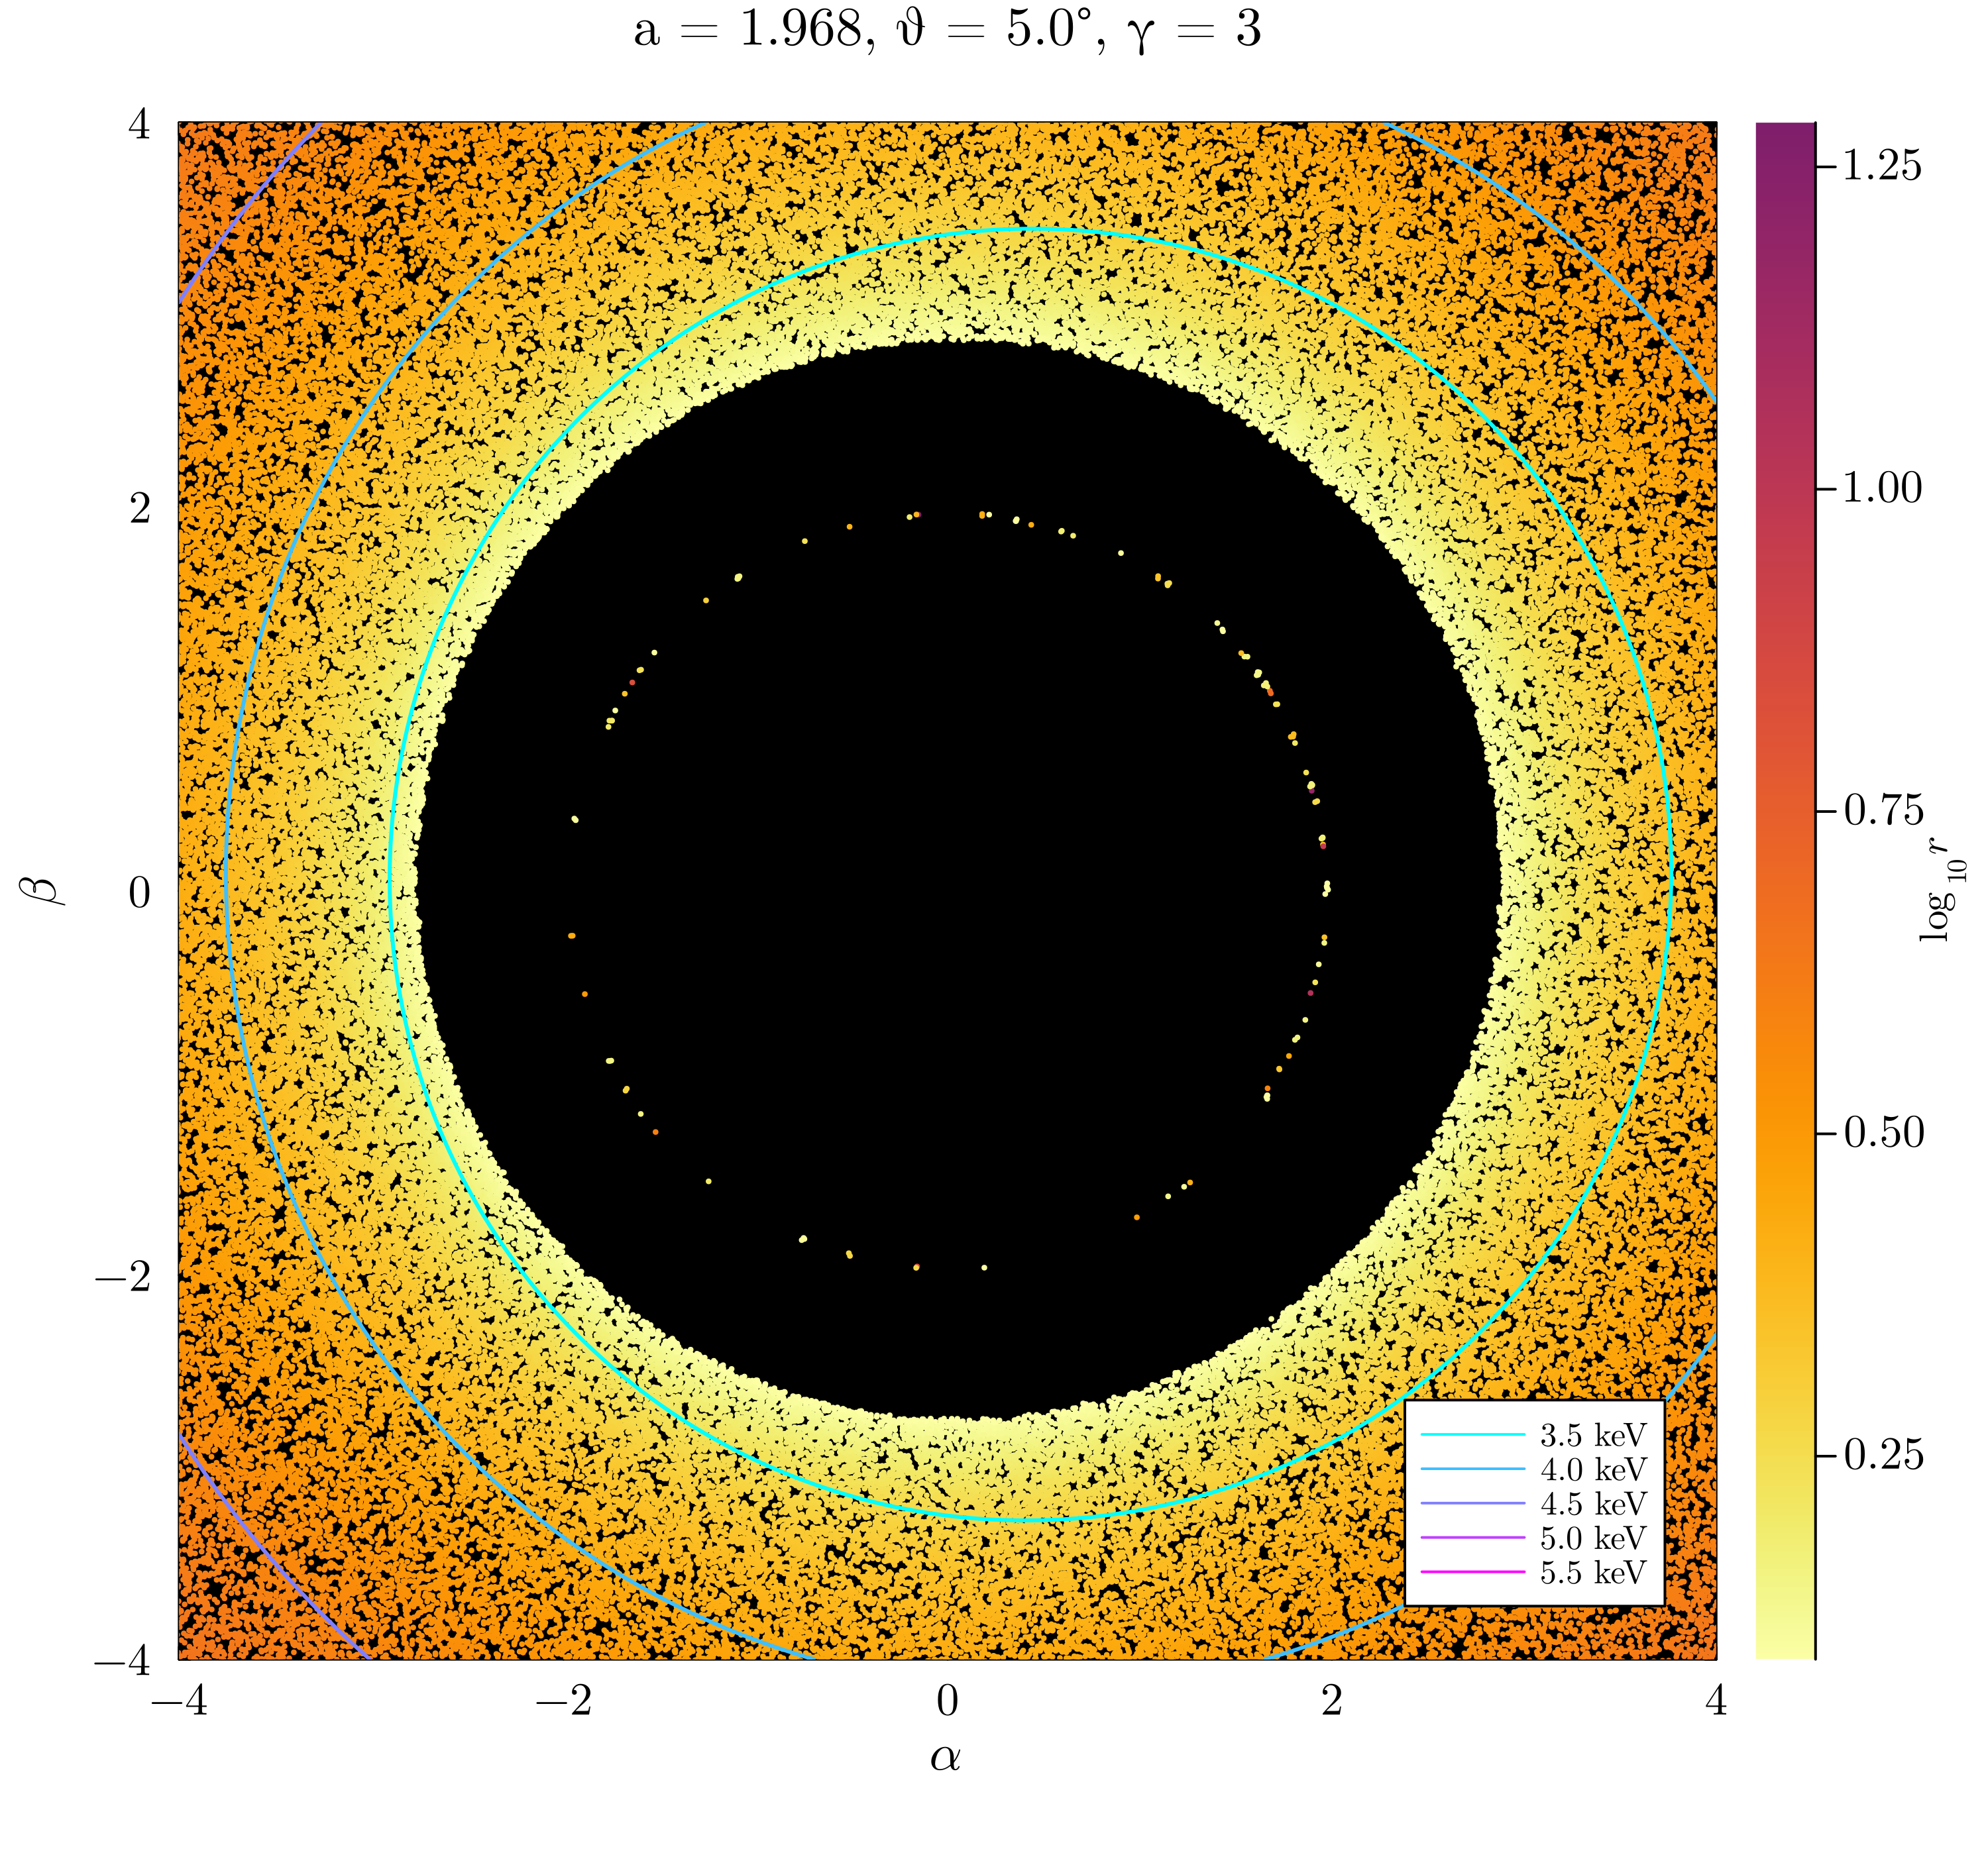 a = 1.968, ϑ = 5.0°, γ = 3
4
2
0
−2
−4
β
−4
−2
0
2
4
α
3.5 keV
4.0 keV
4.5 keV
5.0 keV
5.5 keV
1.25
1.00
0.75
0.50
0.25
log₁₀ r